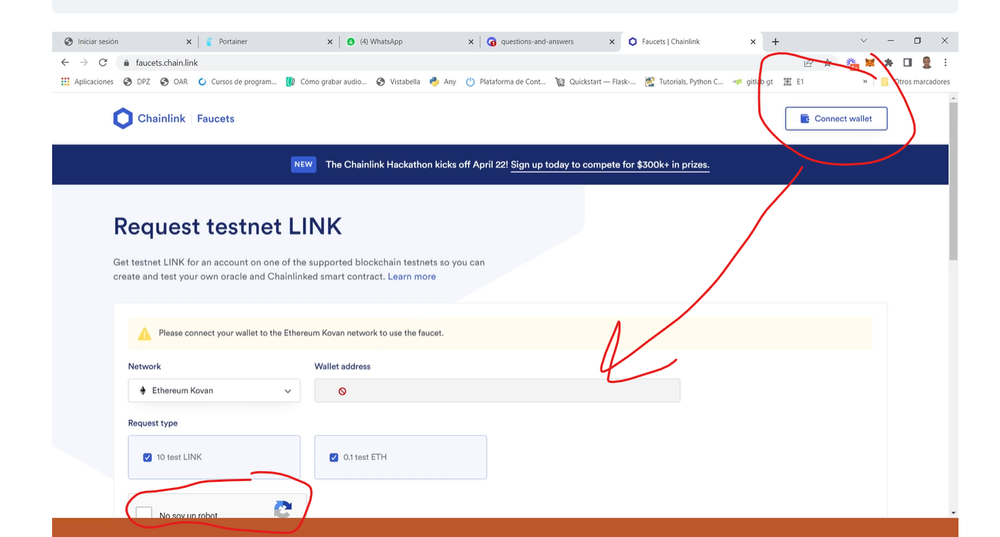 Iniciar sesión
Portainer
(4) WhatsApp
questions-and-answers
Faucets | Chainlink
faucets.chain.link
Aplicaciones
DPZ
OAR
Cursos de program...
Cómo grabar audio...
Vistabella
Any
Plataforma de Cont...
Quickstart — Flask-...
Tutorials, Python C...
gitlab gt
E1
»
Otros marcadores
Chainlink | Faucets
Connect wallet
NEW The Chainlink Hackathon kicks off April 22! Sign up today to compete for $300k+ in prizes.
Request testnet LINK
Get testnet LINK for an account on one of the supported blockchain testnets so you can
create and test your own oracle and Chainlinked smart contract. Learn more
Please connect your wallet to the Ethereum Kovan network to use the faucet.
Network
Wallet address
Ethereum Kovan
Request type
10 test LINK
0.1 test ETH
No soy un robot